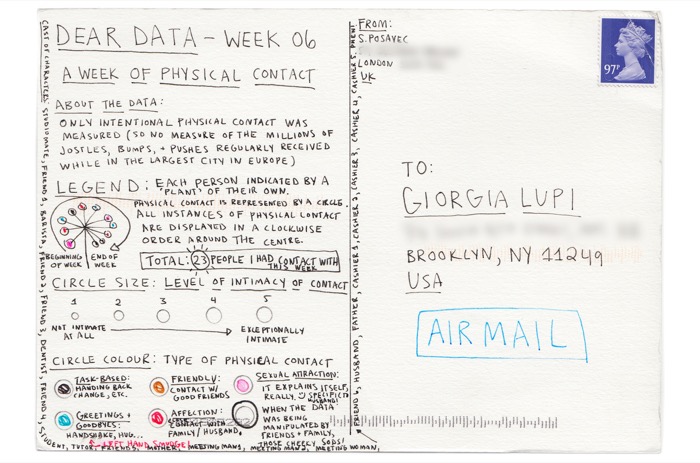 DEAR DATA – WEEK 06
A WEEK OF PHYSICAL CONTACT
ABOUT THE DATA:
ONLY INTENTIONAL PHYSICAL CONTACT WAS
MEASURED (SO NO MEASURE OF THE MILLIONS OF
JOSTLES, BUMPS, + PUSHES REGULARLY RECEIVED
WHILE IN THE LARGEST CITY IN EUROPE)
LEGEND: EACH PERSON INDICATED BY A
'PLANT' OF THEIR OWN.
PHYSICAL CONTACT IS REPRESENTED BY A CIRCLE.
ALL INSTANCES OF PHYSICAL CONTACT
ARE DISPLAYED IN A CLOCKWISE
ORDER AROUND THE CENTRE.
BEGINNING OF WEEK
END OF WEEK
TOTAL: 23 PEOPLE I HAD CONTACT WITH
THIS WEEK
CIRCLE SIZE: LEVEL OF INTIMACY OF CONTACT
1 2 3 4 5
NOT INTIMATE AT ALL
EXCEPTIONALLY INTIMATE
CIRCLE COLOUR: TYPE OF PHYSICAL CONTACT
TASK-BASED:
HANDING BACK
CHANGE, ETC.
FRIENDLY:
CONTACT W/
GOOD FRIENDS
SEXUAL ATTRACTION:
IT EXPLAINS ITSELF,
REALLY. SPECIFIC TO
HUSBAND!
GREETINGS +
GOODBYES:
HANDSHAKE, HUG...
AFFECTION:
CONTACT WITH
FAMILY/HUSBAND.
WHEN THE DATA
WAS BEING
MANIPULATED BY
FRIENDS + FAMILY,
THOSE CHEEKY SODS!
LEFT HAND SMUDGE!
CAST OF CHARACTERS: STUDIOMATE, FRIEND 1, BARISTA, FRIEND 2, FRIEND 3, DENTIST, FRIEND 4, STUDENT, TUTOR, FRIEND 5, MOTHER, MEETING MAN 1, MEETING MAN 2, MEETING WOMAN,
FRIEND 6, HUSBAND, FATHER, CASHIER 1, CASHIER 2, CASHIER 3, CASHIER 4, CASHIER 5, PHEW!
FROM:
S. POSAVEC
LONDON
UK
97P
TO:
GIORGIA LUPI
BROOKLYN, NY 11249
USA
AIR MAIL